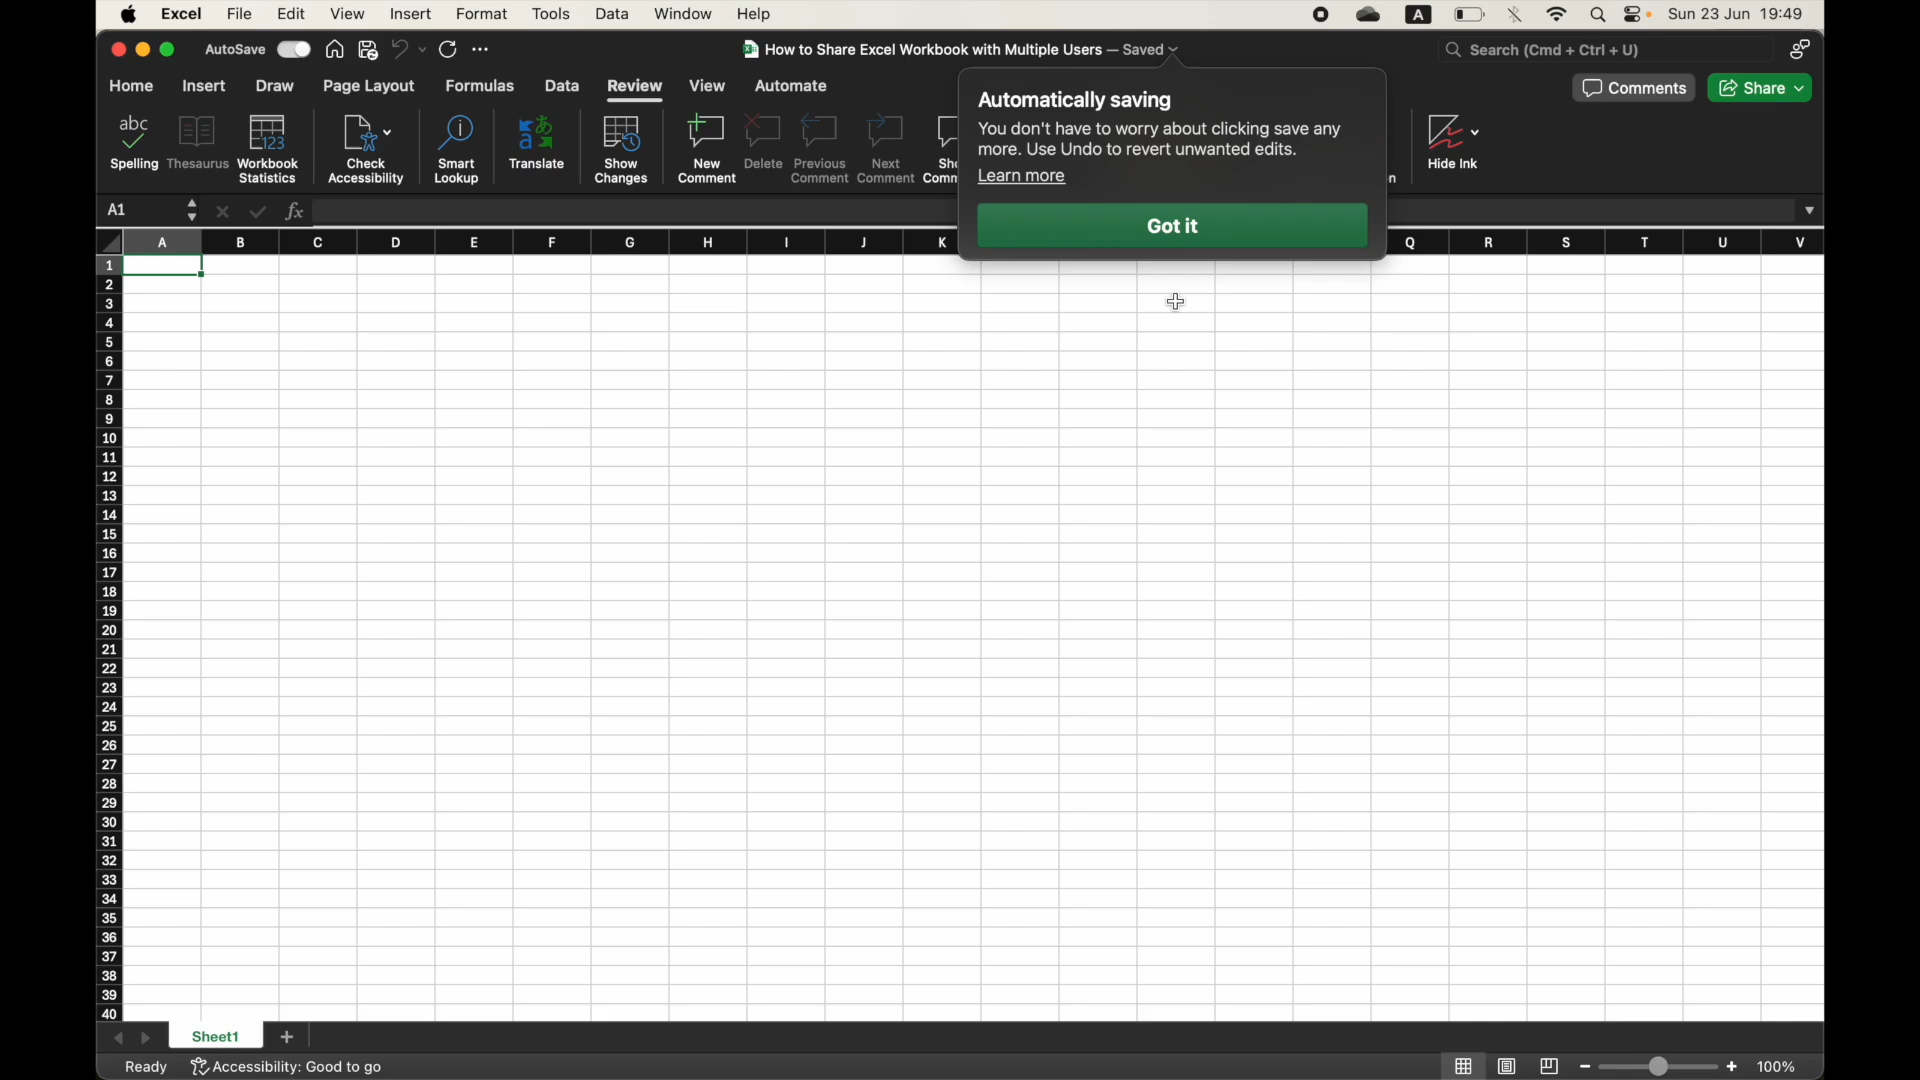 Excel File Edit View Insert Format Tools Data Window Help A Sun 23 Jun 19:49
AutoSave How to Share Excel Workbook with Multiple Users — Saved Search (Cmd + Ctrl + U)
Home Insert Draw Page Layout Formulas Data Review View Automate Comments Share
Automatically saving
You don't have to worry about clicking save any
more. Use Undo to revert unwanted edits.
Learn more
Got it
abc
123
Spelling Thesaurus Workbook Statistics Check Accessibility Smart Lookup Translate Show Changes New Comment Delete Previous Comment Next Comment Hide Ink
A1 fx
A B C D E F G H I J K Q R S T U V
1
2
3
4
5
6
7
8
9
10
11
12
13
14
15
16
17
18
19
20
21
22
23
24
25
26
27
28
29
30
31
32
33
34
35
36
37
38
39
40
Sheet1
Ready Accessibility: Good to go 100%